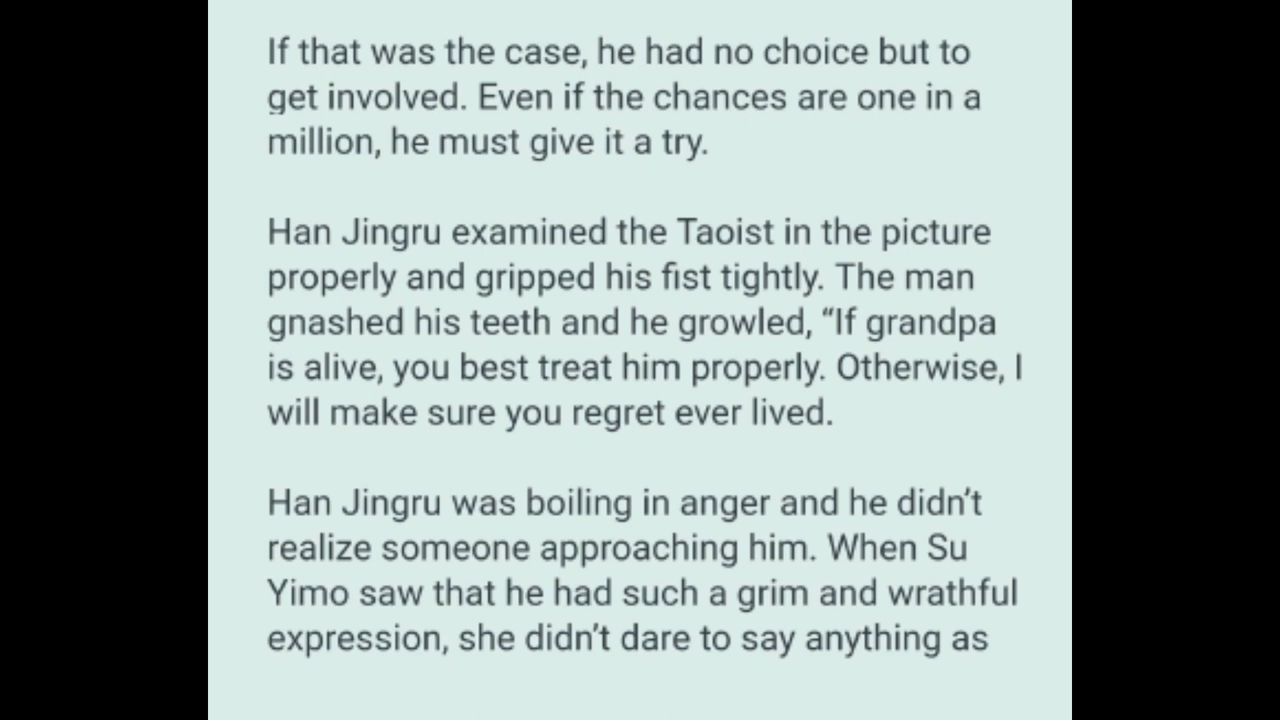 If that was the case, he had no choice but to
get involved. Even if the chances are one in a
million, he must give it a try.
Han Jingru examined the Taoist in the picture
properly and gripped his fist tightly. The man
gnashed his teeth and he growled, “If grandpa
is alive, you best treat him properly. Otherwise, I
will make sure you regret ever lived.
Han Jingru was boiling in anger and he didn’t
realize someone approaching him. When Su
Yimo saw that he had such a grim and wrathful
expression, she didn’t dare to say anything as